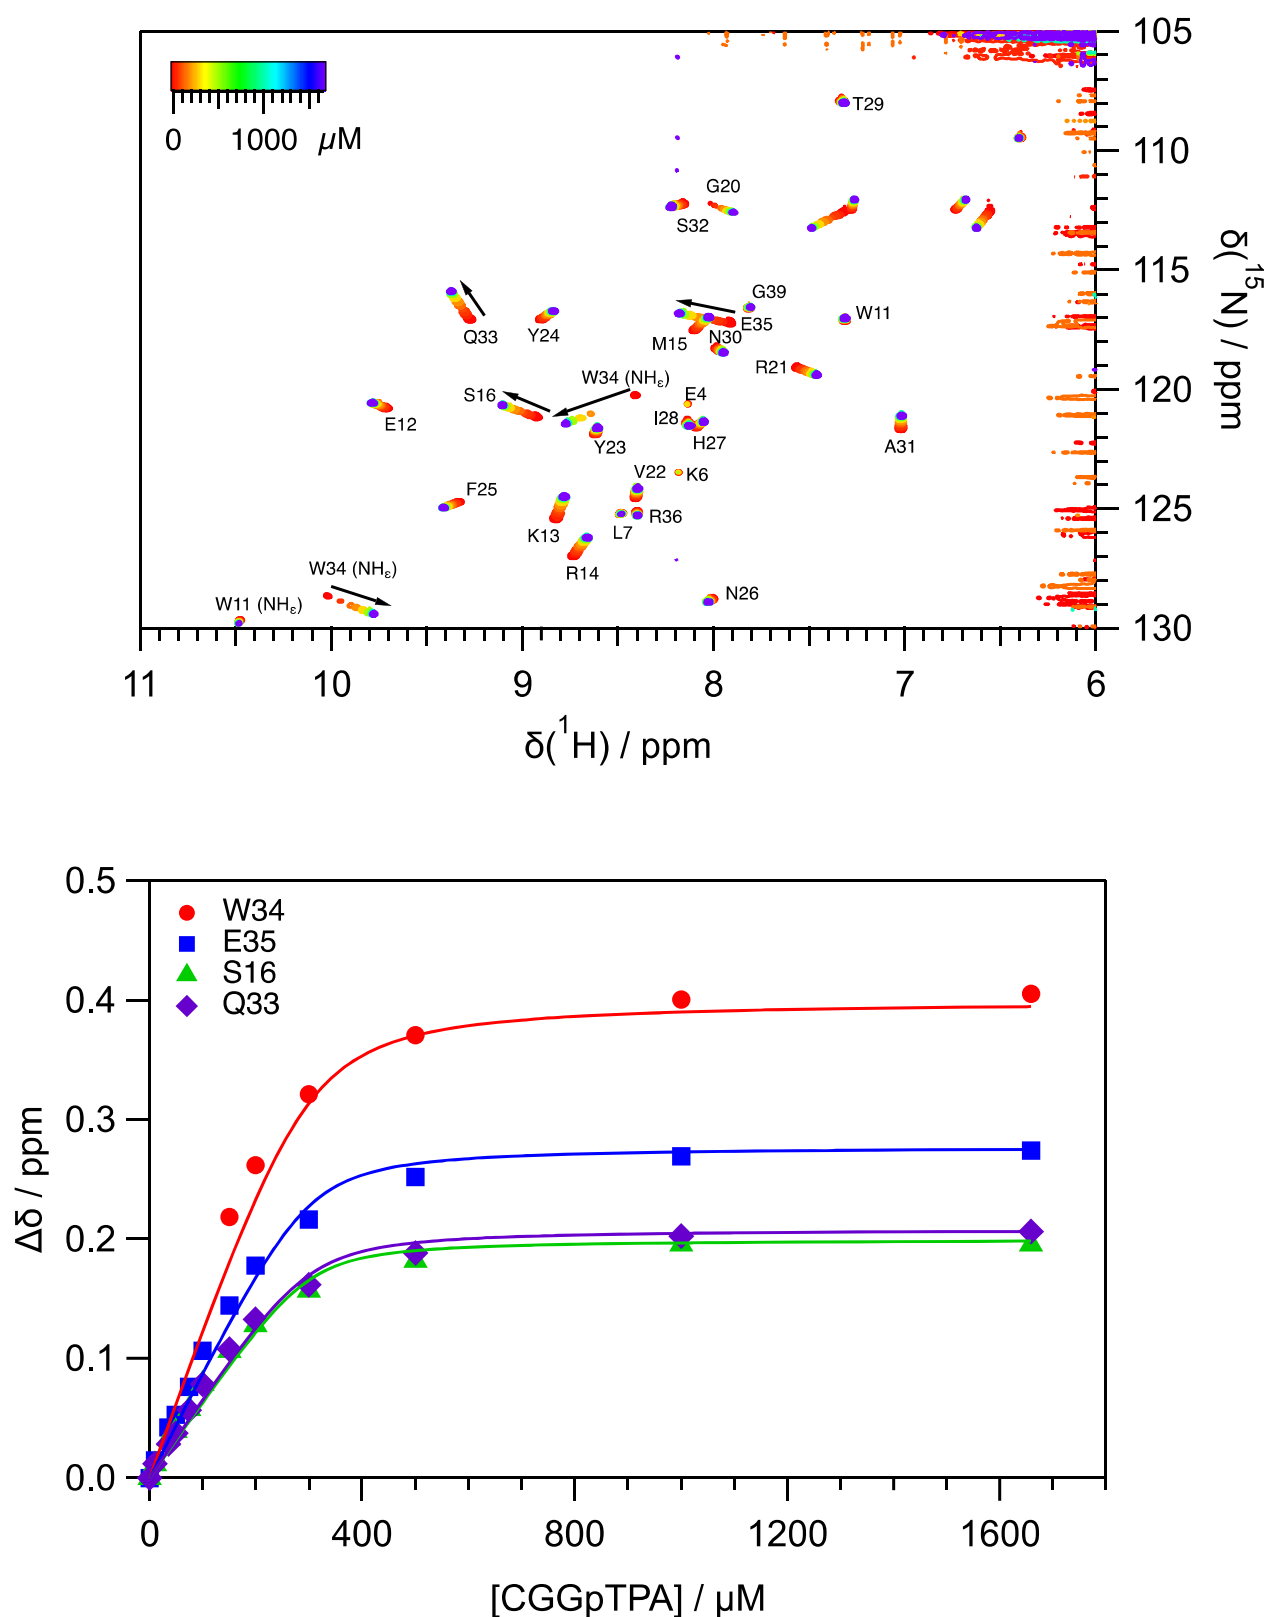 105
T29
0
1000
µM
110
G20
S32
δ(¹⁵N) / ppm
115
G39
Q33
Y24
E35
W11
M15
N30
R21
W34 (NHε)
120
S16
E4
E12
I28
H27
A31
Y23
F25
V22
K6
K13
L7
R36
125
R14
W34 (NHε)
W11 (NHε)
N26
130
11
10
9
8
7
6
δ(¹H) / ppm
0.5
W34
E35
S16
Q33
0.4
0.3
Δδ / ppm
0.2
0.1
0.0
0
400
800
1200
1600
[CGGpTPA] / µM